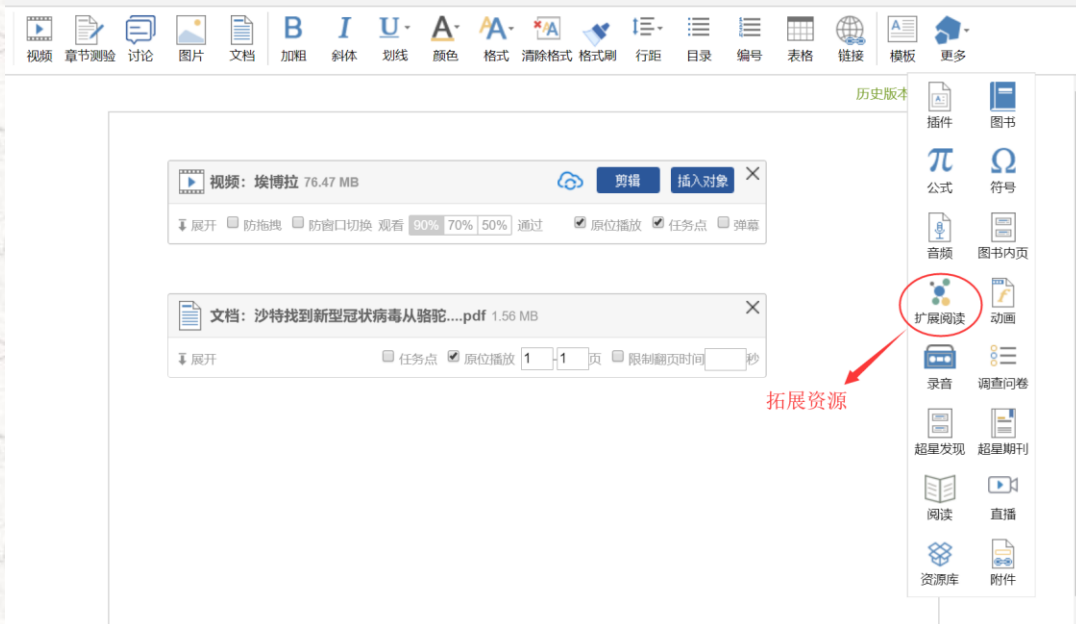 视频 章节测验 讨论 图片 文档 加粗 斜体 划线 颜色 格式 清除格式 格式刷 行距 目录 编号 表格 链接 模板 更多
历史版本
插件 图书
公式 符号
音频 图书内页
扩展阅读 动画
录音 调查问卷
超星发现 超星期刊
阅读 直播
资源库 附件
视频：埃博拉 76.47 MB 剪辑 插入对象
展开 防拖拽 防窗口切换 观看 90% 70% 50% 通过 原位播放 任务点 弹幕
文档：沙特找到新型冠状病毒从骆驼....pdf 1.56 MB
展开 任务点 原位播放 1 - 1 页 限制翻页时间 秒
拓展资源